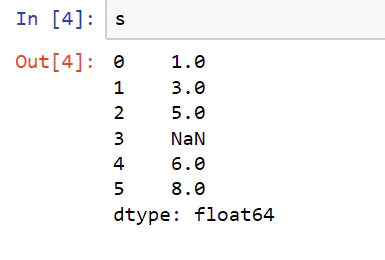 In [4]: s
Out[4]: 0    1.0
1    3.0
2    5.0
3    NaN
4    6.0
5    8.0
dtype: float64